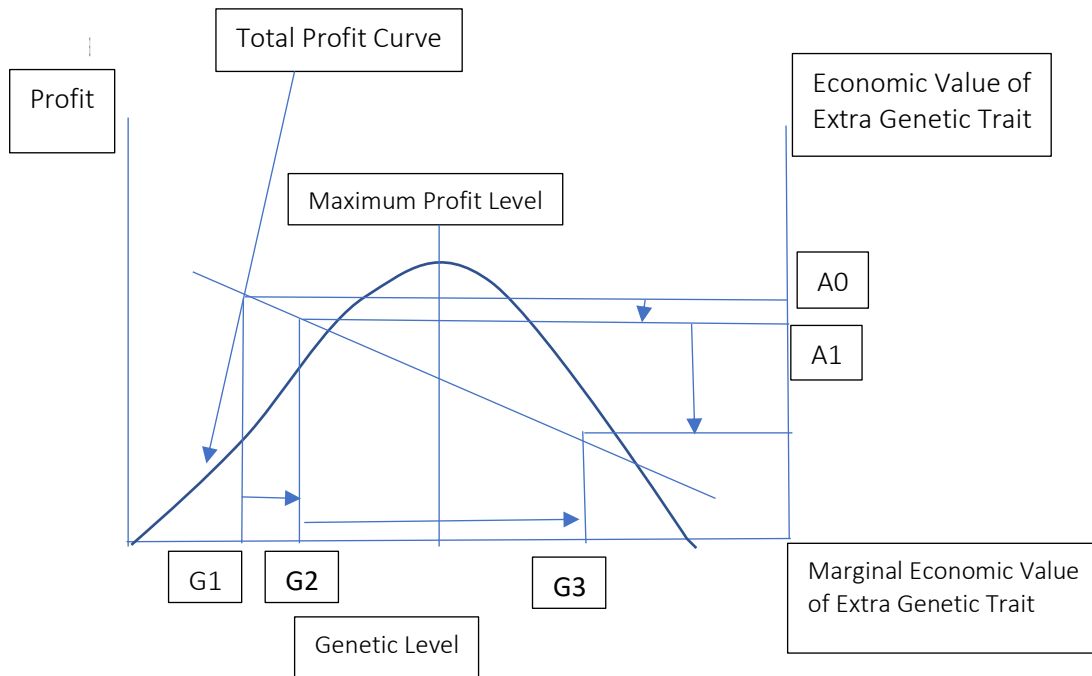 Total Profit Curve
Profit
Economic Value of
Extra Genetic Trait
Maximum Profit Level
A0
A1
G1
G2
G3
Marginal Economic Value
of Extra Genetic Trait
Genetic Level